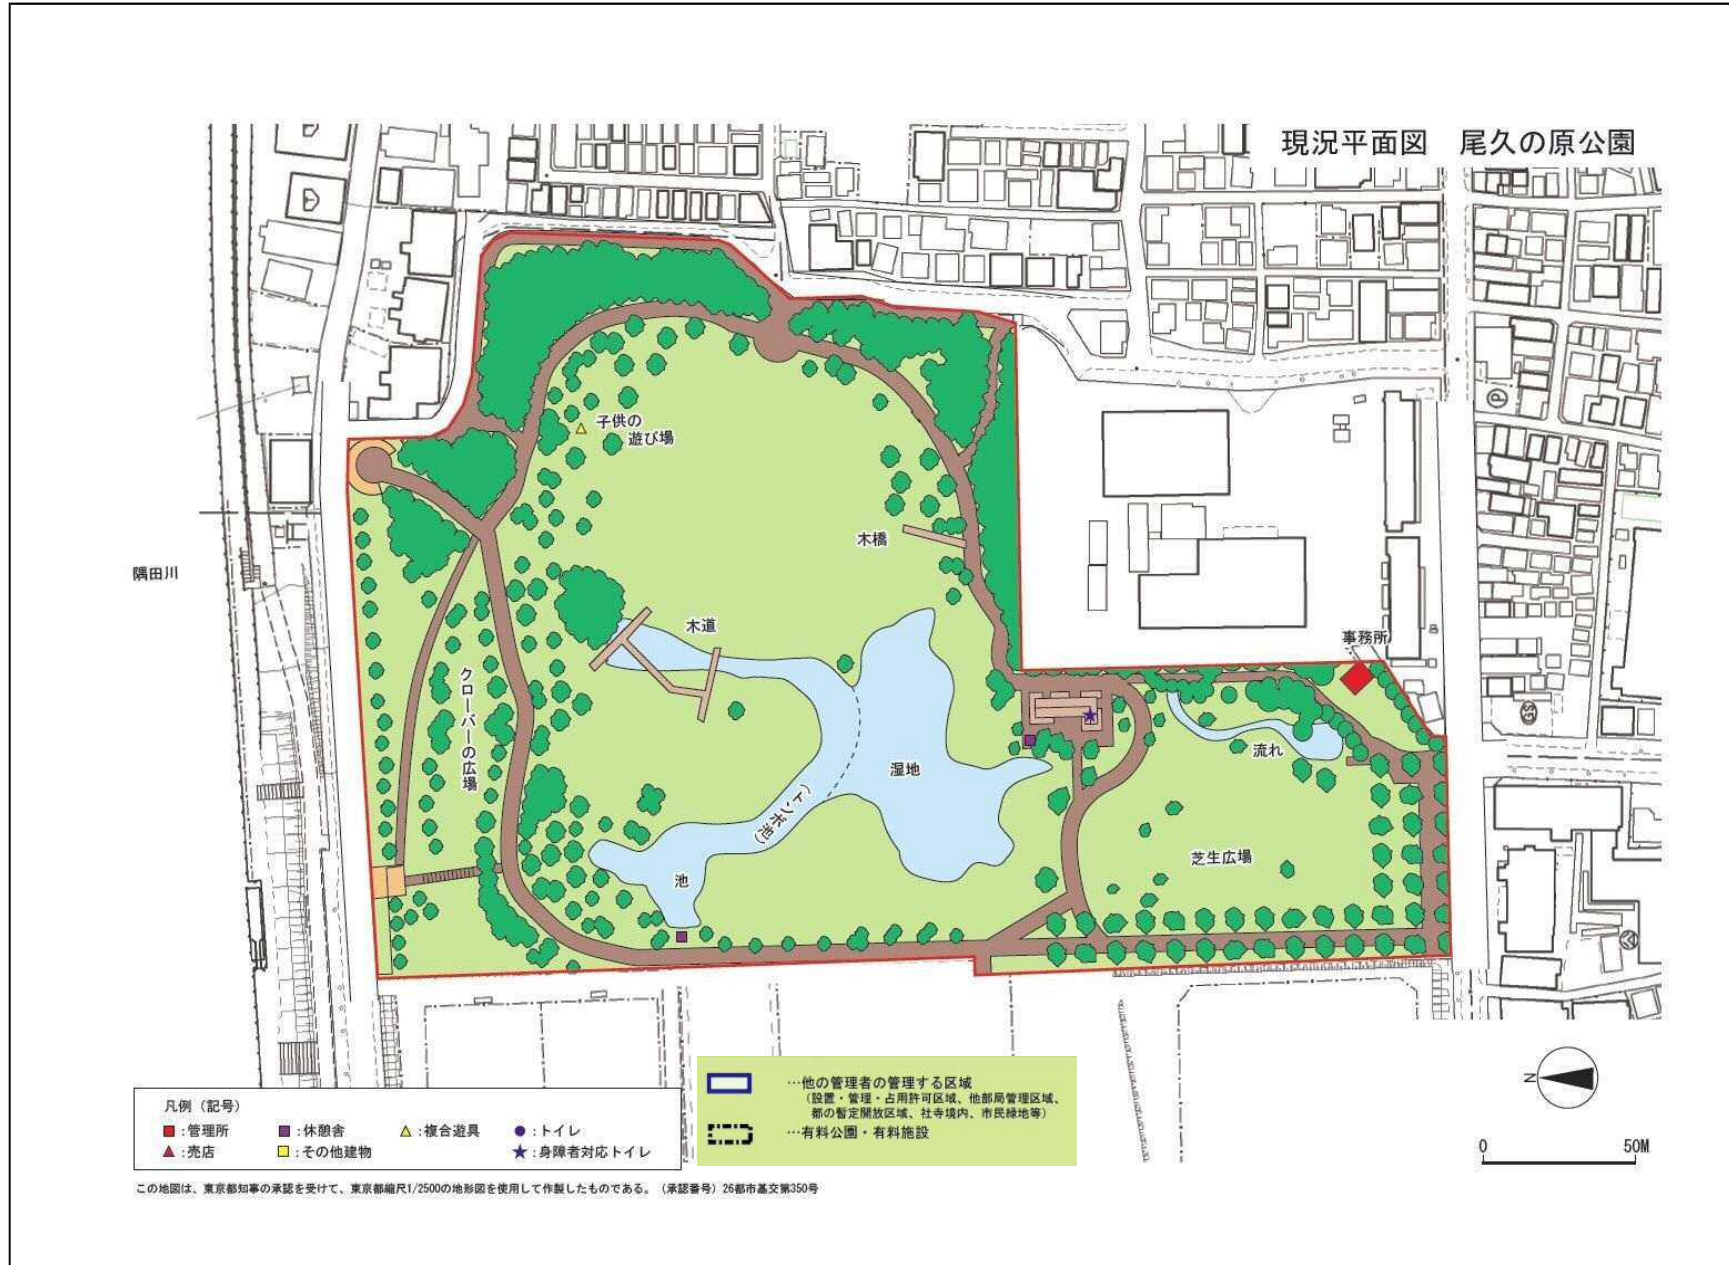 現況平面図　尾久の原公園
子供の
遊び場
木橋
隅田川
木道
事務所
クローバーの広場
湿地
流れ
(トンボ池)
芝生広場
池
P
GS
N
0 50M
凡例（記号）
■:管理所 ■:休憩舎 △:複合遊具 ●:トイレ
▲:売店 □:その他建物 ★:身障者対応トイレ
…他の管理者の管理する区域
（設置・管理・占用許可区域、他部局管理区域、
都の暫定開放区域、社寺境内、市民緑地等）
…有料公園・有料施設
この地図は、東京都知事の承認を受けて、東京都縮尺1/2500の地形図を使用して作製したものである。（承認番号）26都市基交第350号